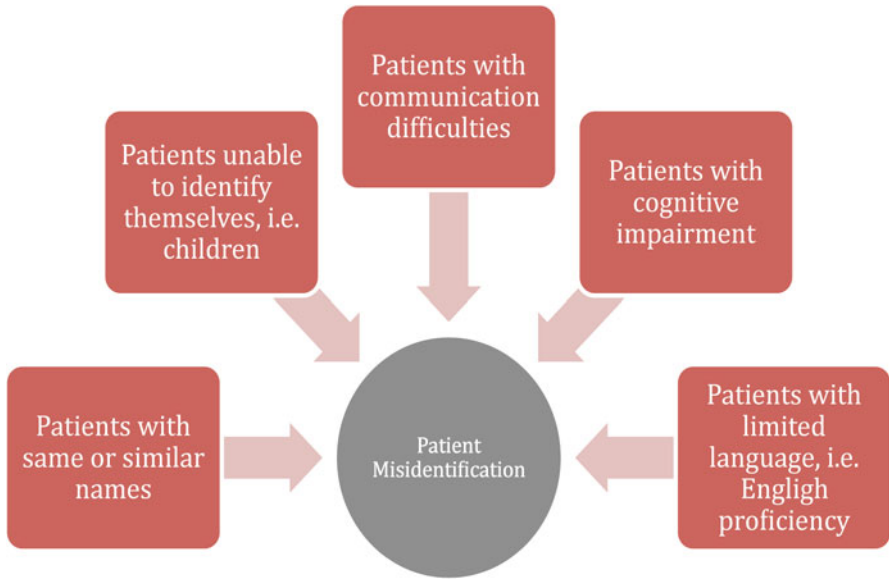 Patients with
communication
difficulties
Patients unable
to identify
themselves, i.e.
children
Patients with
cognitive
impairment
Patients with
same or similar
names
Patient
Misidentification
Patients with
limited
language, i.e.
Engligh
proficiency